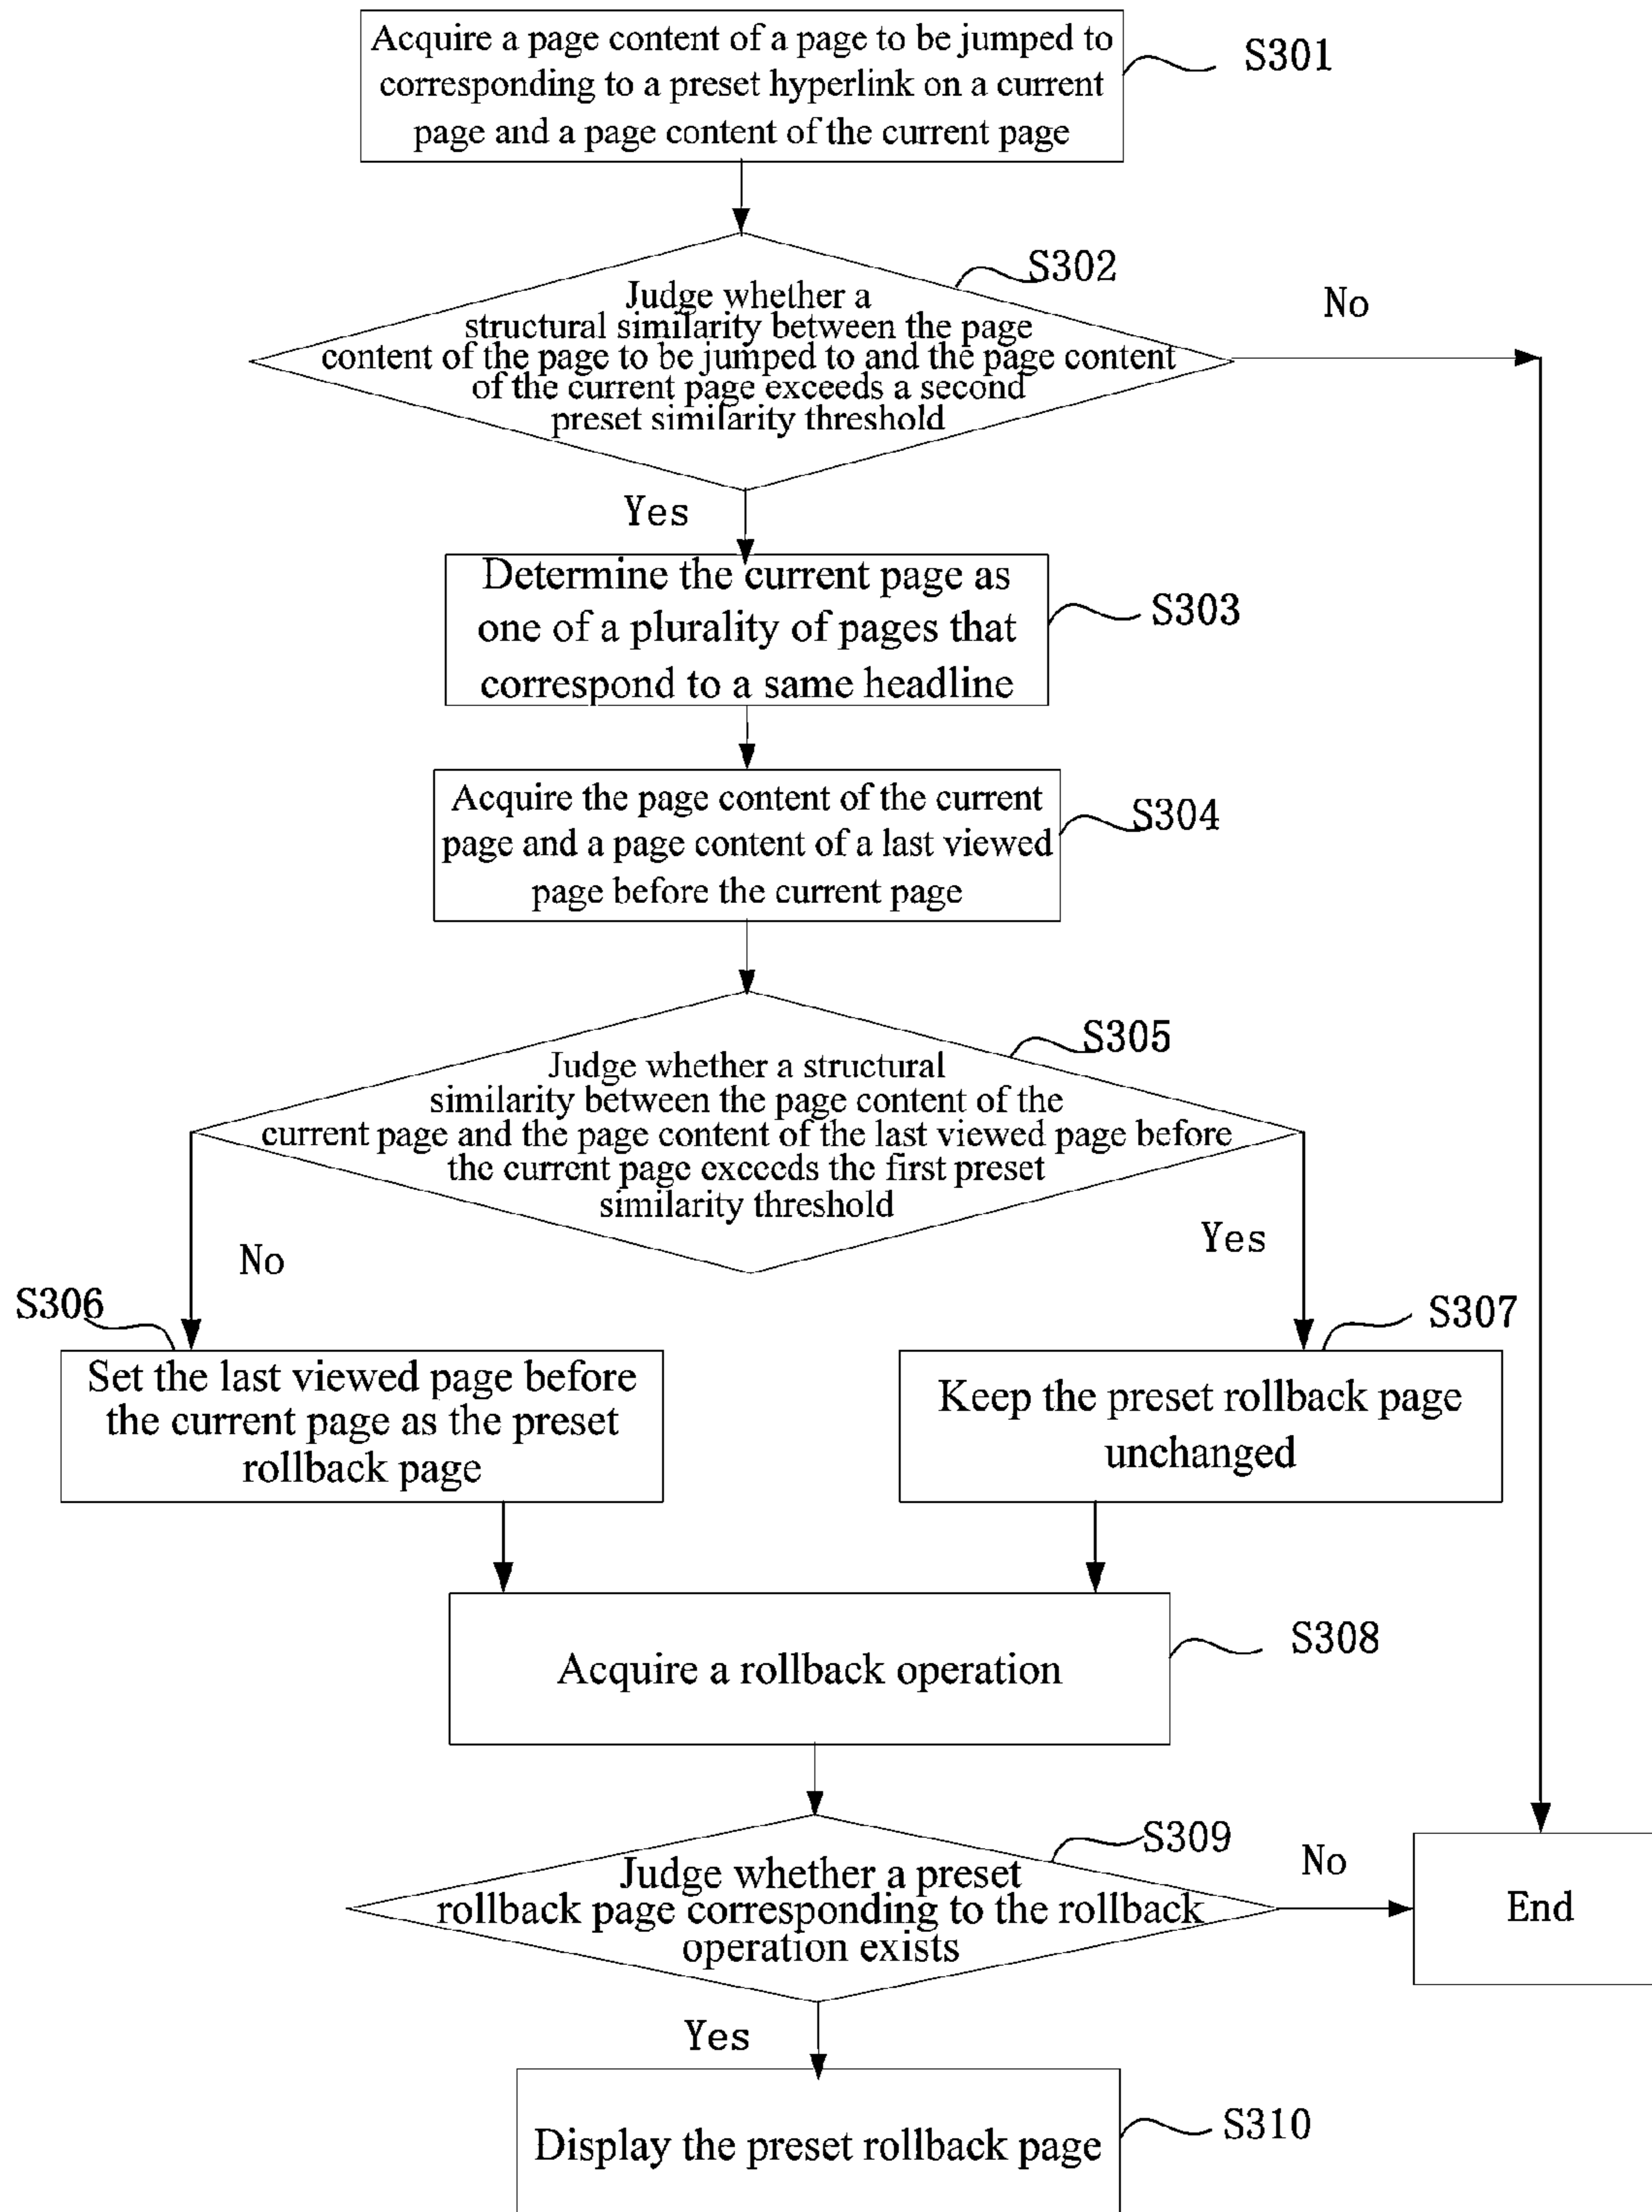 Acquire a page content of a page to be jumped to
corresponding to a preset hyperlink on a current
page and a page content of the current page
S301
S302
Judge whether a
structural similarity between the page
content of the page to be jumped to and the page content
of the current page exceeds a second
preset similarity threshold
No
Yes
Determine the current page as
one of a plurality of pages that
correspond to a same headline
S303
Acquire the page content of the current
page and a page content of a last viewed
page before the current page
S304
S305
Judge whether a structural
similarity between the page content of the
current page and the page content of the last viewed page before
the current page exceeds the first preset
similarity threshold
No
Yes
S306
Set the last viewed page before
the current page as the preset
rollback page
S307
Keep the preset rollback page
unchanged
Acquire a rollback operation
S308
S309
Judge whether a preset
rollback page corresponding to the rollback
operation exists
No
End
Yes
Display the preset rollback page
S310